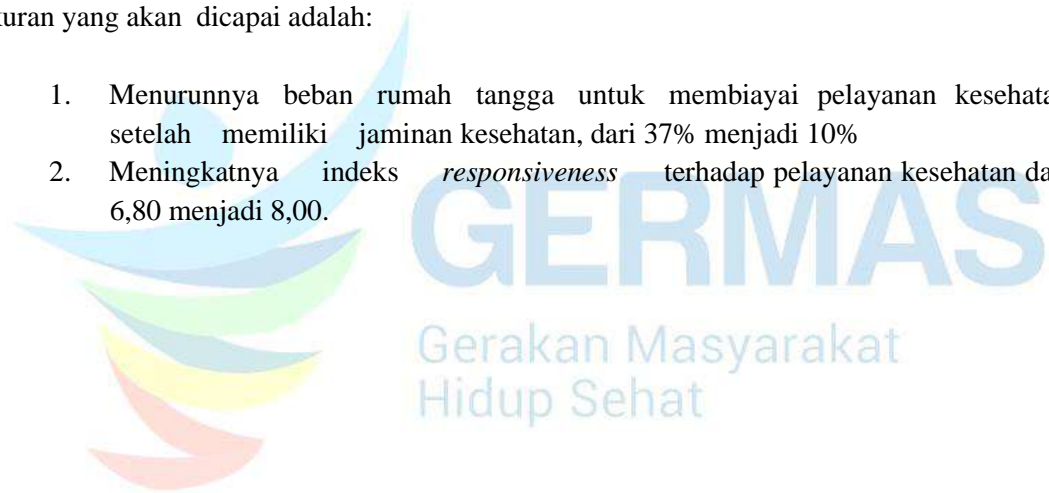 kuran yang akan dicapai adalah:
1. Menurunnya beban rumah tangga untuk membiayai pelayanan kesehata
setelah memiliki jaminan kesehatan, dari 37% menjadi 10%
2. Meningkatnya indeks responsiveness terhadap pelayanan kesehatan da
6,80 menjadi 8,00.
GERMAS
Gerakan Masyarakat
Hidup Sehat